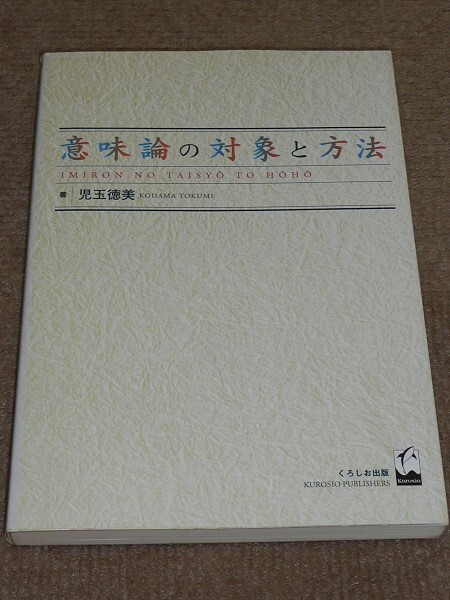 意味論の対象と方法
IMIRON NO TAISYŌ TO HŌHŌ
著 児玉徳美 KODAMA TOKUMI
くろしお出版
KUROSIO PUBLISHERS
Kurosio